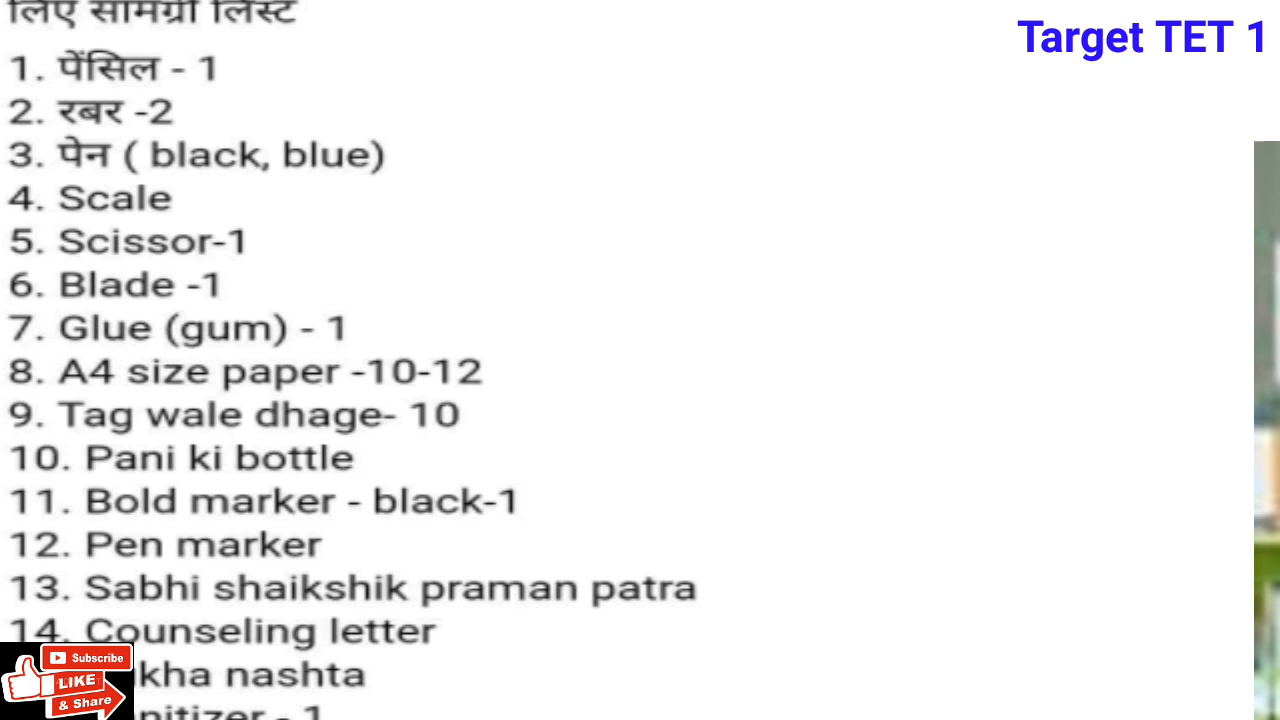 लिए सामग्री लिस्ट
Target TET 1
1. पेंसिल - 1
2. रबर -2
3. पेन ( black, blue)
4. Scale
5. Scissor-1
6. Blade -1
7. Glue (gum) - 1
8. A4 size paper -10-12
9. Tag wale dhage- 10
10. Pani ki bottle
11. Bold marker - black-1
12. Pen marker
13. Sabhi shaikshik praman patra
14. Counseling letter
kha nashta
nitizer - 1
Subscribe
LIKE
& Share